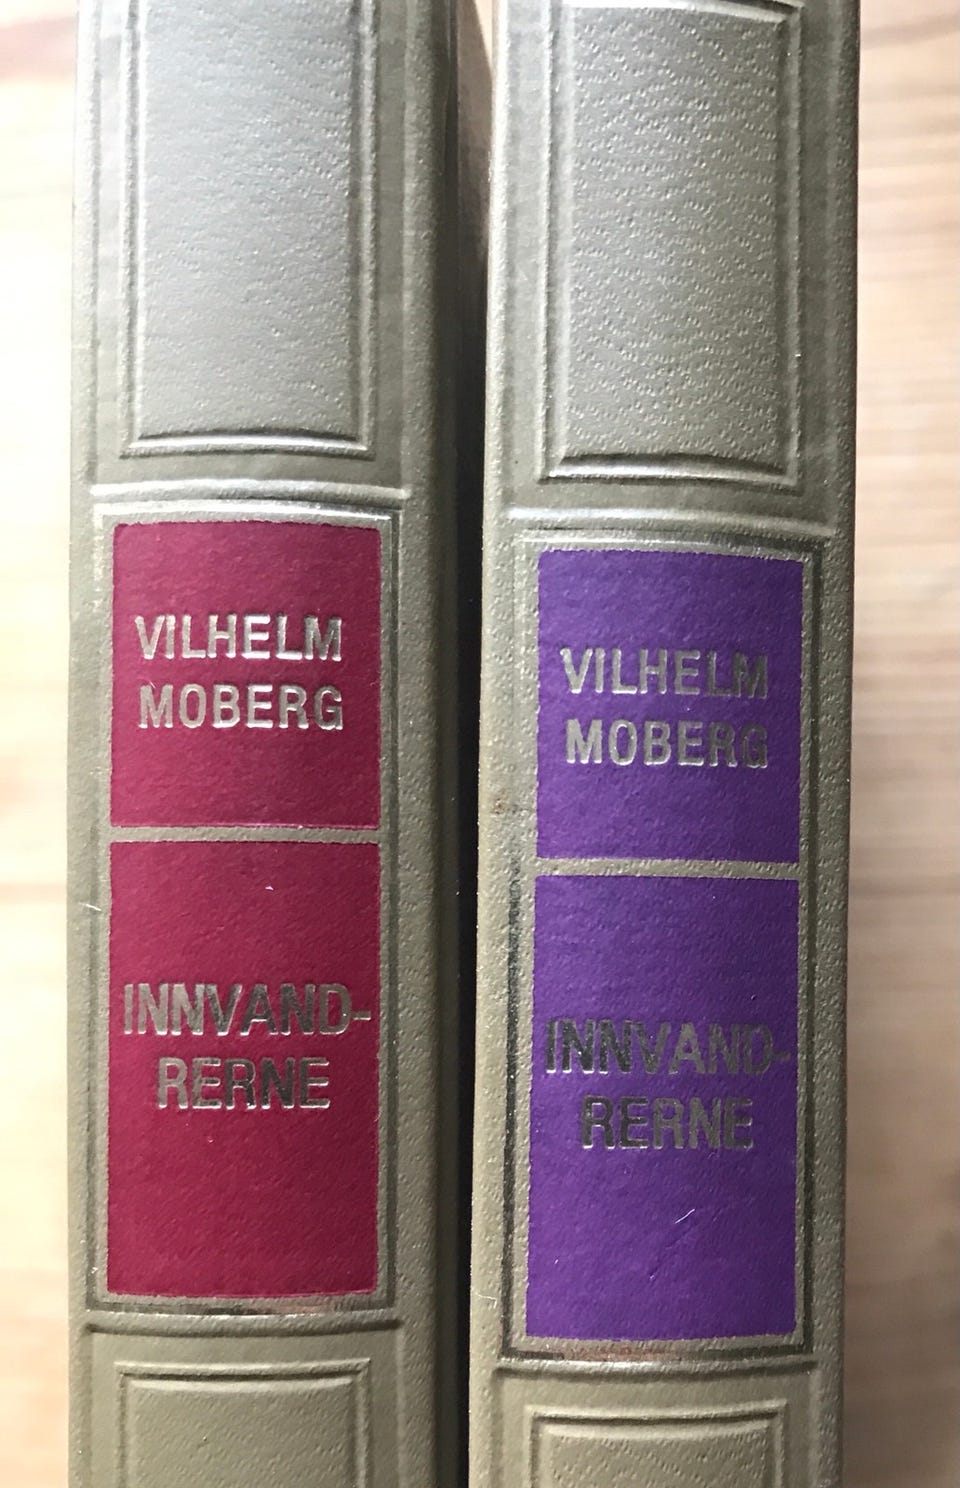 VILHELM
MOBERG
INNVAND-
RERNE
VILHELM
MOBERG
INNVAND-
RERNE